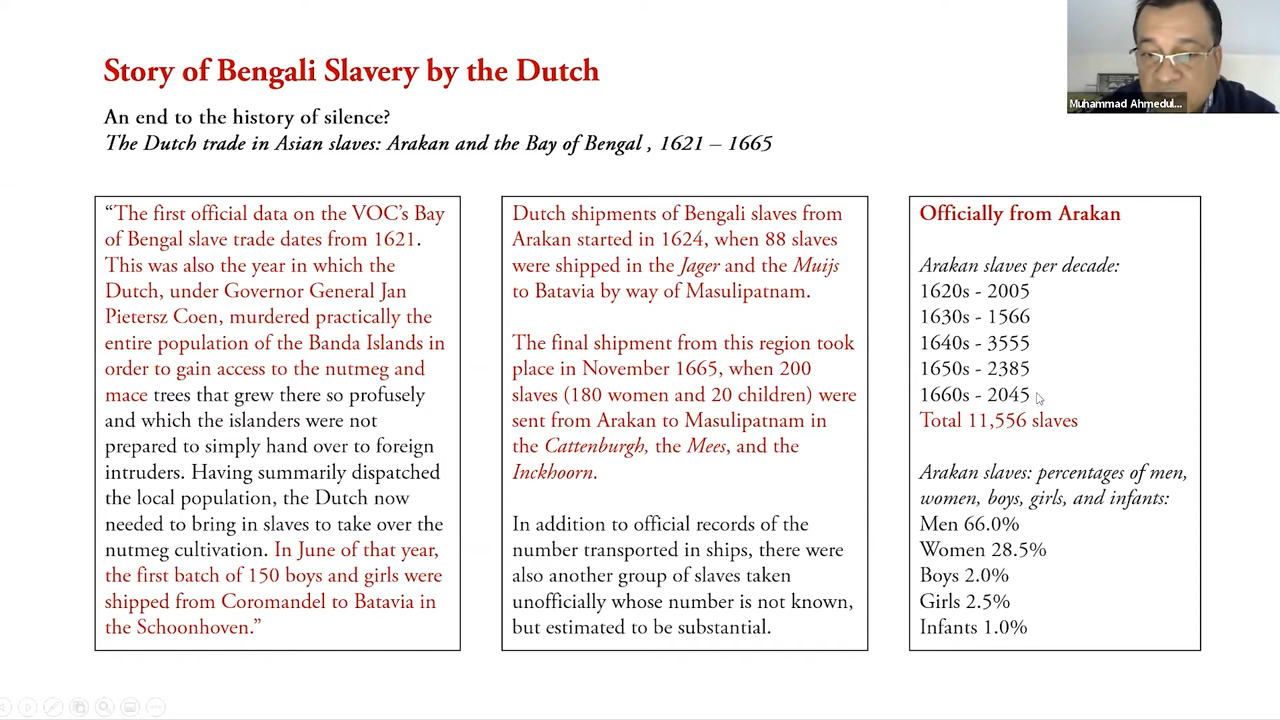 Story of Bengali Slavery by the Dutch
An end to the history of silence?
The Dutch trade in Asian slaves: Arakan and the Bay of Bengal , 1621 – 1665
“The first official data on the VOC’s Bay
of Bengal slave trade dates from 1621.
This was also the year in which the
Dutch, under Governor General Jan
Pietersz Coen, murdered practically the
entire population of the Banda Islands in
order to gain access to the nutmeg and
mace trees that grew there so profusely
and which the islanders were not
prepared to simply hand over to foreign
intruders. Having summarily dispatched
the local population, the Dutch now
needed to bring in slaves to take over the
nutmeg cultivation. In June of that year,
the first batch of 150 boys and girls were
shipped from Coromandel to Batavia in
the Schoonhoven.”
Dutch shipments of Bengali slaves from
Arakan started in 1624, when 88 slaves
were shipped in the Jager and the Muijs
to Batavia by way of Masulipatnam.
The final shipment from this region took
place in November 1665, when 200
slaves (180 women and 20 children) were
sent from Arakan to Masulipatnam in
the Cattenburgh, the Mees, and the
Inckhoorn.
In addition to official records of the
number transported in ships, there were
also another group of slaves taken
unofficially whose number is not known,
but estimated to be substantial.
Officially from Arakan
Arakan slaves per decade:
1620s - 2005
1630s - 1566
1640s - 3555
1650s - 2385
1660s - 2045
Total 11,556 slaves
Arakan slaves: percentages of men,
women, boys, girls, and infants:
Men 66.0%
Women 28.5%
Boys 2.0%
Girls 2.5%
Infants 1.0%
Muhammad Ahmedul...